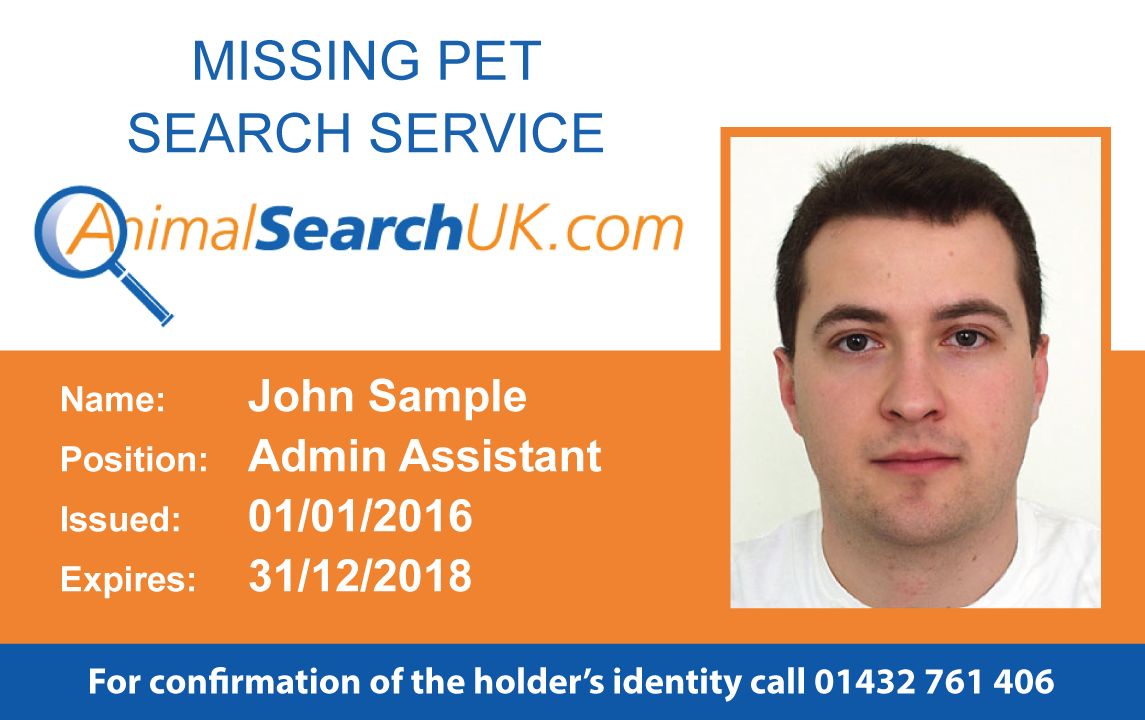 MISSING PET
SEARCH SERVICE
AnimalSearchUK.com
Name: John Sample
Position: Admin Assistant
Issued: 01/01/2016
Expires: 31/12/2018
For confirmation of the holder’s identity call 01432 761 406